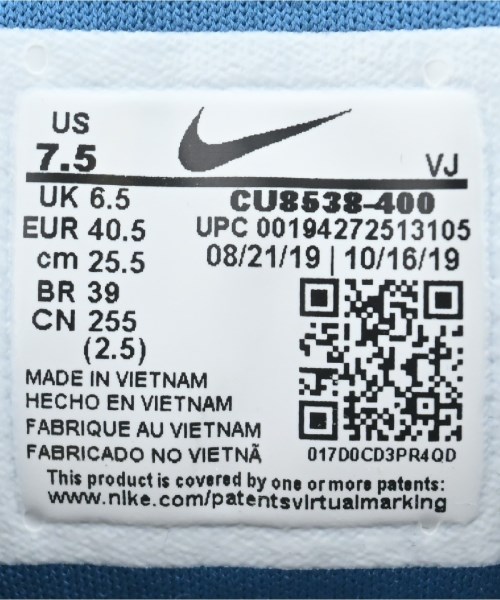 US
7.5
VJ
UK 6.5
CU8538-400
EUR 40.5
UPC 00194272513105
cm 25.5
08/21/19 | 10/16/19
BR 39
CN 255
(2.5)
MADE IN VIETNAM
HECHO EN VIETNAM
FABRIQUE AU VIETNAM
FABRICADO NO VIETNÃ
017D0CD3PR4QD
This product is covered by one or more patents:
www.nike.com/patentsvirtualmarking